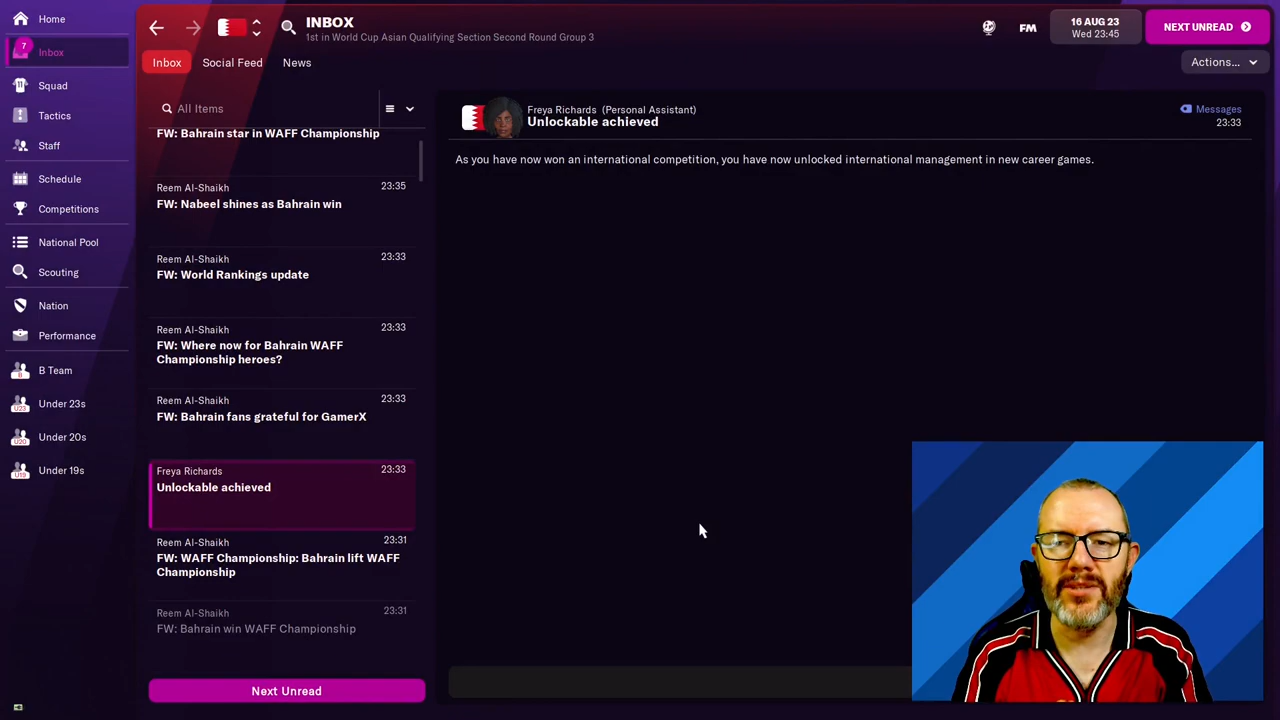 Home
7
Inbox
Squad
Tactics
Staff
Schedule
Competitions
National Pool
Scouting
Nation
Performance
B
B Team
U23
Under 23s
U20
Under 20s
U19
Under 19s
INBOX
1st in World Cup Asian Qualifying Section Second Round Group 3
FM
16 AUG 23
Wed 23:45
NEXT UNREAD
Inbox
Social Feed
News
Actions...
All Items
FW: Bahrain star in WAFF Championship
Reem Al-Shaikh
23:35
FW: Nabeel shines as Bahrain win
Reem Al-Shaikh
23:33
FW: World Rankings update
Reem Al-Shaikh
23:33
FW: Where now for Bahrain WAFF
Championship heroes?
Reem Al-Shaikh
23:33
FW: Bahrain fans grateful for GamerX
Freya Richards
23:33
Unlockable achieved
Reem Al-Shaikh
23:31
FW: WAFF Championship: Bahrain lift WAFF
Championship
Reem Al-Shaikh
23:31
FW: Bahrain win WAFF Championship
Next Unread
Freya Richards (Personal Assistant)
Unlockable achieved
Messages
23:33
As you have now won an international competition, you have now unlocked international management in new career games.